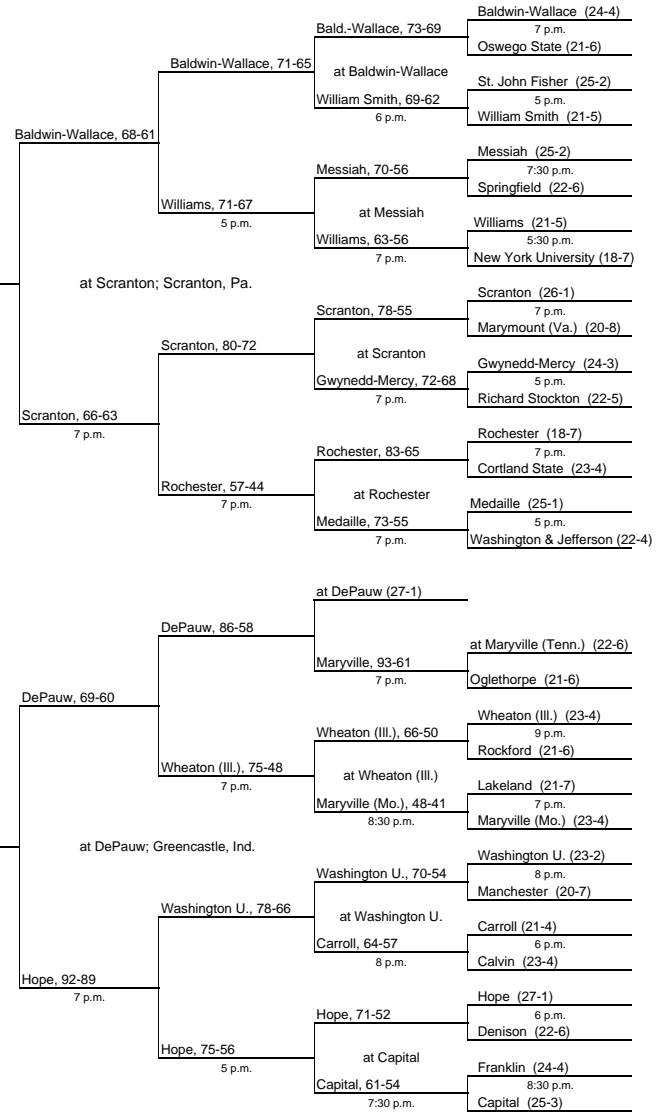 Baldwin-Wallace (24-4)
Bald.-Wallace, 73-69
7 p.m.
Oswego State (21-6)
Baldwin-Wallace, 71-65
at Baldwin-Wallace
St. John Fisher (25-2)
William Smith, 69-62
5 p.m.
6 p.m.
William Smith (21-5)
Baldwin-Wallace, 68-61
Messiah (25-2)
Messiah, 70-56
7:30 p.m.
Springfield (22-6)
Williams, 71-67
at Messiah
5 p.m.
Williams (21-5)
Williams, 63-56
5:30 p.m.
7 p.m.
New York University (18-7)
at Scranton; Scranton, Pa.
Scranton (26-1)
Scranton, 78-55
7 p.m.
Marymount (Va.) (20-8)
Scranton, 80-72
at Scranton
Gwynedd-Mercy (24-3)
Gwynedd-Mercy, 72-68
5 p.m.
7 p.m.
Richard Stockton (22-5)
Scranton, 66-63
7 p.m.
Rochester (18-7)
Rochester, 83-65
7 p.m.
Cortland State (23-4)
Rochester, 57-44
at Rochester
7 p.m.
Medaille (25-1)
Medaille, 73-55
5 p.m.
7 p.m.
Washington & Jefferson (22-4)
at DePauw (27-1)
DePauw, 86-58
at Maryville (Tenn.) (22-6)
Maryville, 93-61
7 p.m.
Oglethorpe (21-6)
DePauw, 69-60
Wheaton (Ill.) (23-4)
Wheaton (Ill.), 66-50
9 p.m.
Rockford (21-6)
Wheaton (Ill.), 75-48
at Wheaton (Ill.)
7 p.m.
Lakeland (21-7)
Maryville (Mo.), 48-41
7 p.m.
8:30 p.m.
Maryville (Mo.) (23-4)
at DePauw; Greencastle, Ind.
Washington U. (23-2)
Washington U., 70-54
8 p.m.
Manchester (20-7)
Washington U., 78-66
at Washington U.
Carroll (21-4)
Carroll, 64-57
6 p.m.
8 p.m.
Calvin (23-4)
Hope, 92-89
7 p.m.
Hope (27-1)
Hope, 71-52
6 p.m.
Denison (22-6)
Hope, 75-56
at Capital
5 p.m.
Franklin (24-4)
Capital, 61-54
8:30 p.m.
7:30 p.m.
Capital (25-3)